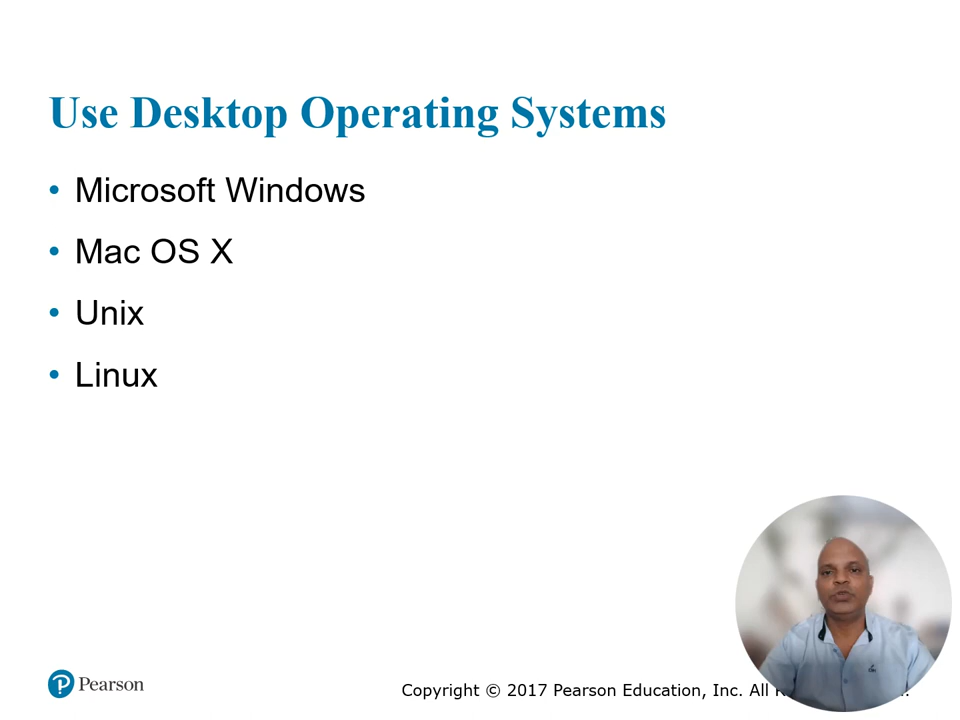 Use Desktop Operating Systems
• Microsoft Windows
• Mac OS X
• Unix
• Linux
Pearson
Copyright © 2017 Pearson Education, Inc. All